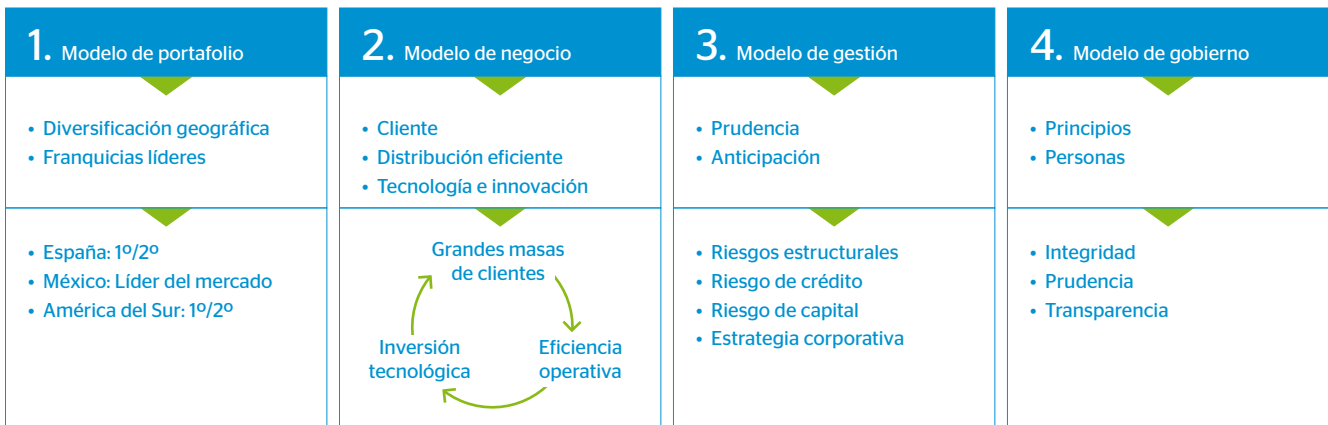 1. Modelo de portafolio
• Diversificación geográfica
• Franquicias líderes
• España: 1º/2º
• México: Líder del mercado
• América del Sur: 1º/2º
2. Modelo de negocio
• Cliente
• Distribución eficiente
• Tecnología e innovación
Grandes masas
de clientes
Eficiencia
operativa
Inversión
tecnológica
3. Modelo de gestión
• Prudencia
• Anticipación
• Riesgos estructurales
• Riesgo de crédito
• Riesgo de capital
• Estrategia corporativa
4. Modelo de gobierno
• Principios
• Personas
• Integridad
• Prudencia
• Transparencia